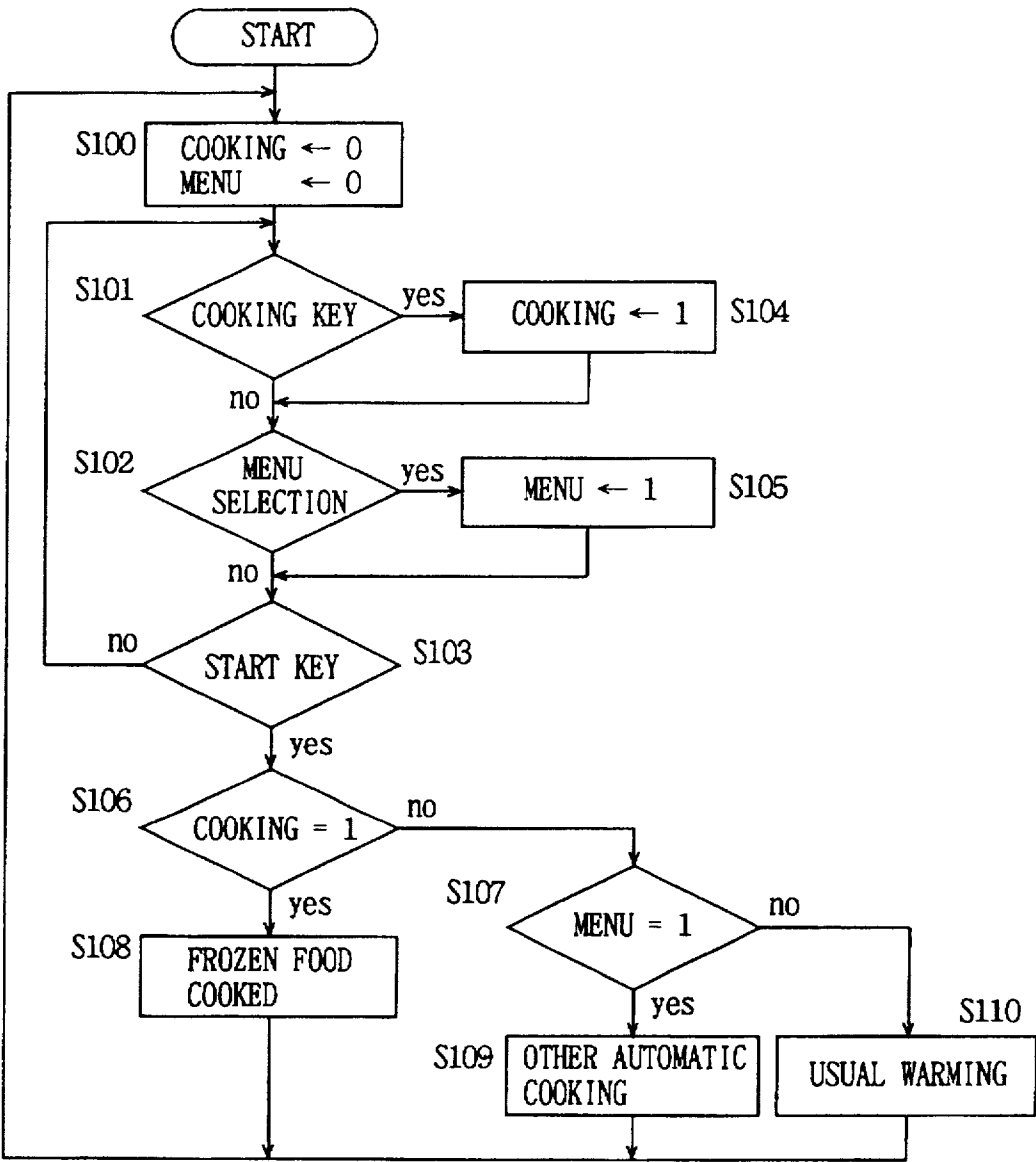 START
S100
COOKING ← 0
MENU ← 0
S101
COOKING KEY
yes
COOKING ← 1
S104
no
S102
MENU
SELECTION
yes
MENU ← 1
S105
no
no
START KEY
S103
yes
S106
COOKING = 1
no
S107
MENU = 1
no
yes
S108
FROZEN FOOD
COOKED
yes
S110
S109
OTHER AUTOMATIC
COOKING
USUAL WARMING